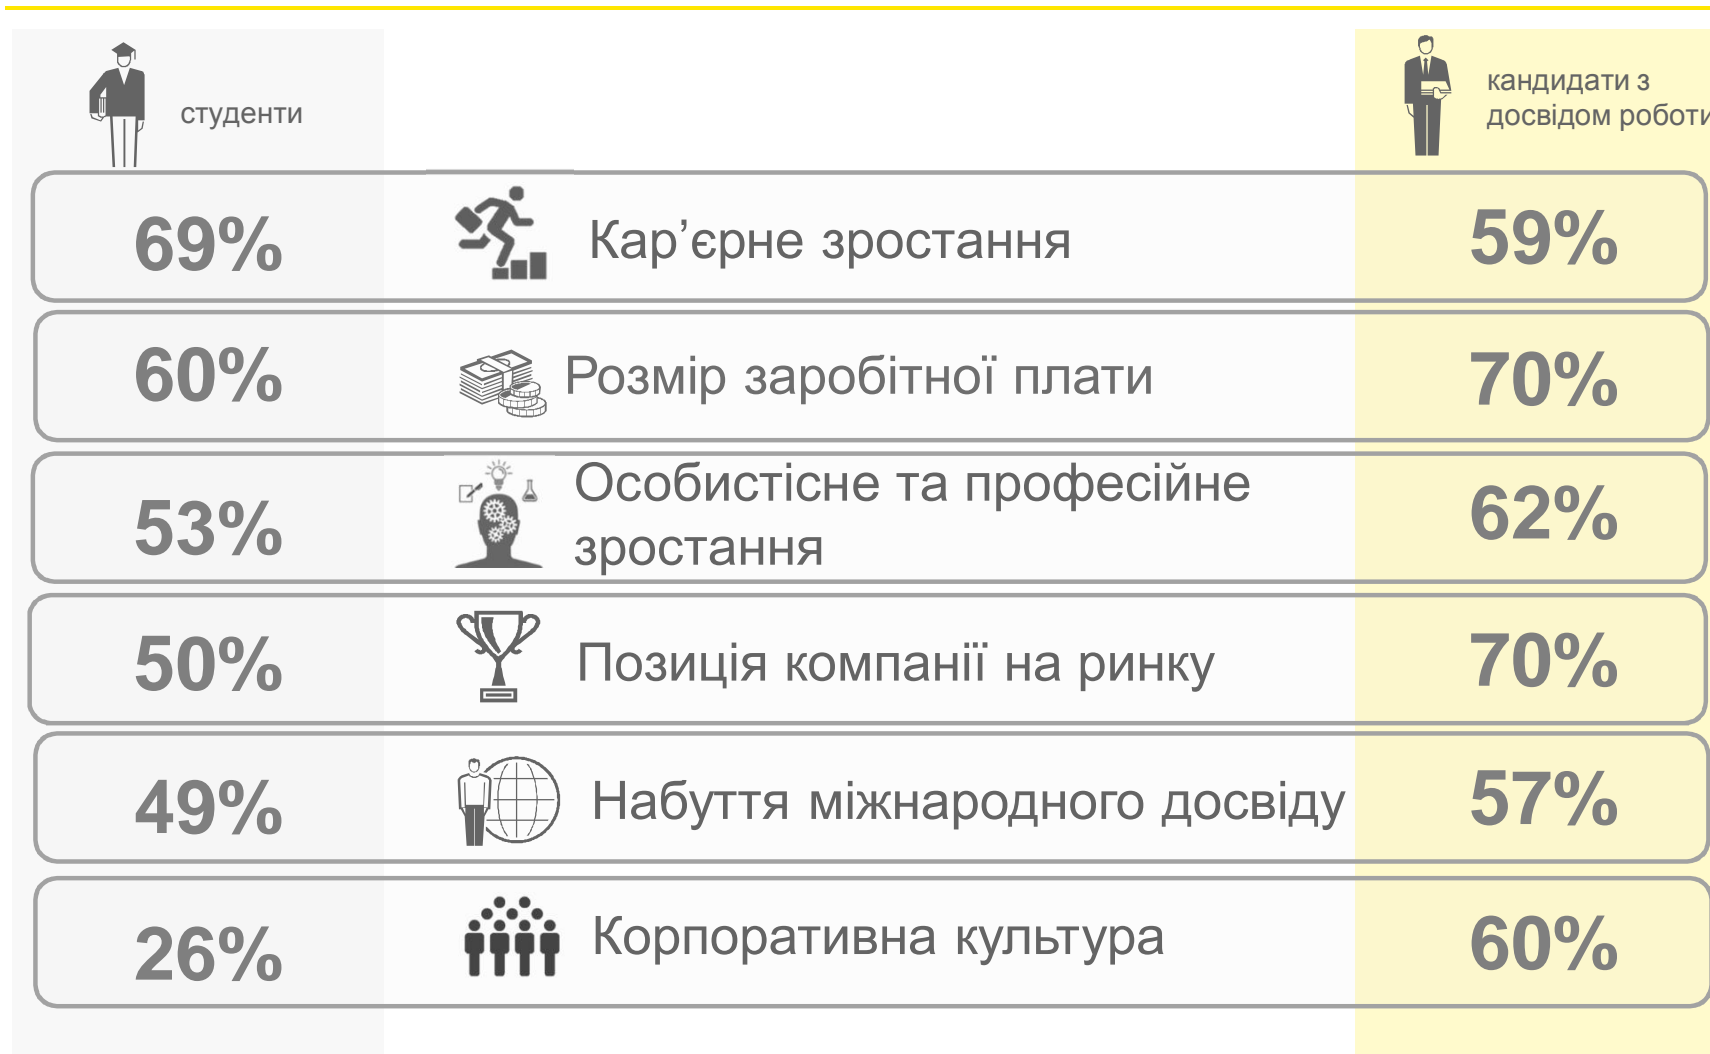 студенти
кандидати з
досвідом роботи
69%
Кар’єрне зростання
59%
60%
Розмір заробітної плати
70%
53%
Особистісне та професійне
зростання
62%
50%
Позиція компанії на ринку
70%
49%
Набуття міжнародного досвіду
57%
26%
Корпоративна культура
60%